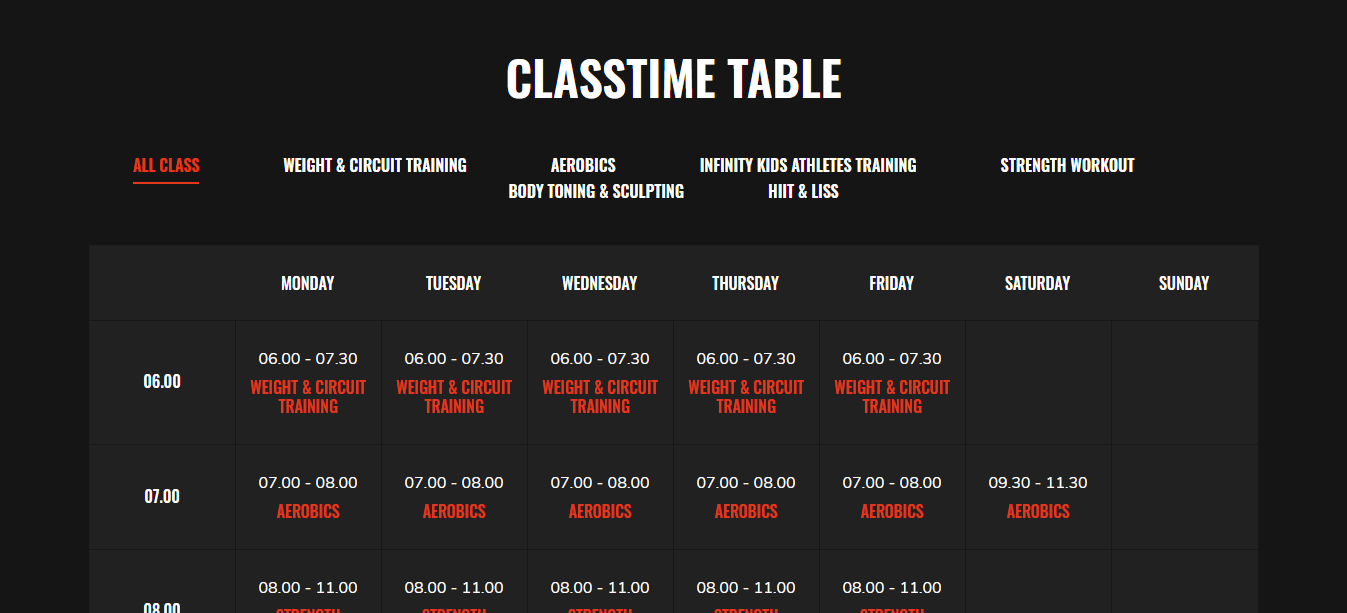 CLASSTIME TABLE
ALL CLASS WEIGHT & CIRCUIT TRAINING AEROBICS INFINITY KIDS ATHLETES TRAINING STRENGTH WORKOUT
BODY TONING & SCULPTING HIIT & LISS
MONDAY TUESDAY WEDNESDAY THURSDAY FRIDAY SATURDAY SUNDAY
06.00 - 07.30 06.00 - 07.30 06.00 - 07.30 06.00 - 07.30 06.00 - 07.30
06.00
WEIGHT & CIRCUIT WEIGHT & CIRCUIT WEIGHT & CIRCUIT WEIGHT & CIRCUIT WEIGHT & CIRCUIT
TRAINING TRAINING TRAINING TRAINING TRAINING
07.00 - 08.00 07.00 - 08.00 07.00 - 08.00 07.00 - 08.00 07.00 - 08.00 09.30 - 11.30
07.00
AEROBICS AEROBICS AEROBICS AEROBICS AEROBICS AEROBICS
08.00 - 11.00 08.00 - 11.00 08.00 - 11.00 08.00 - 11.00 08.00 - 11.00
08.00
STRENGTH STRENGTH STRENGTH STRENGTH STRENGTH